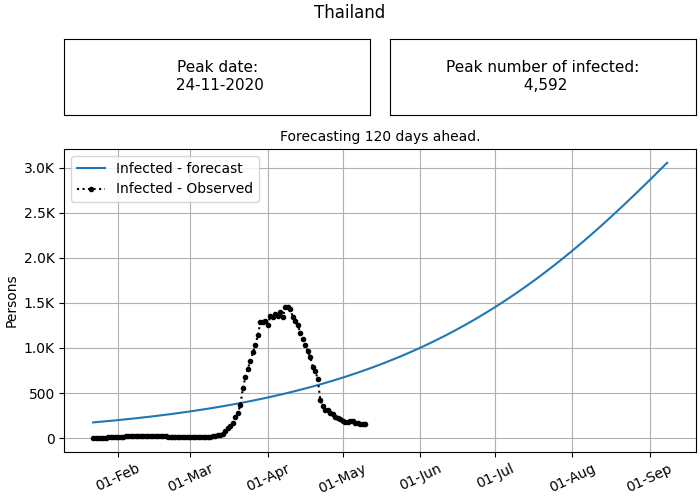 Thailand
Peak date:
24-11-2020
Peak number of infected:
4,592
Forecasting 120 days ahead.
Infected - forecast
Infected - Observed
3.0K
2.5K
2.0K
1.5K
1.0K
500
0
Persons
01-Feb
01-Mar
01-Apr
01-May
01-Jun
01-Jul
01-Aug
01-Sep